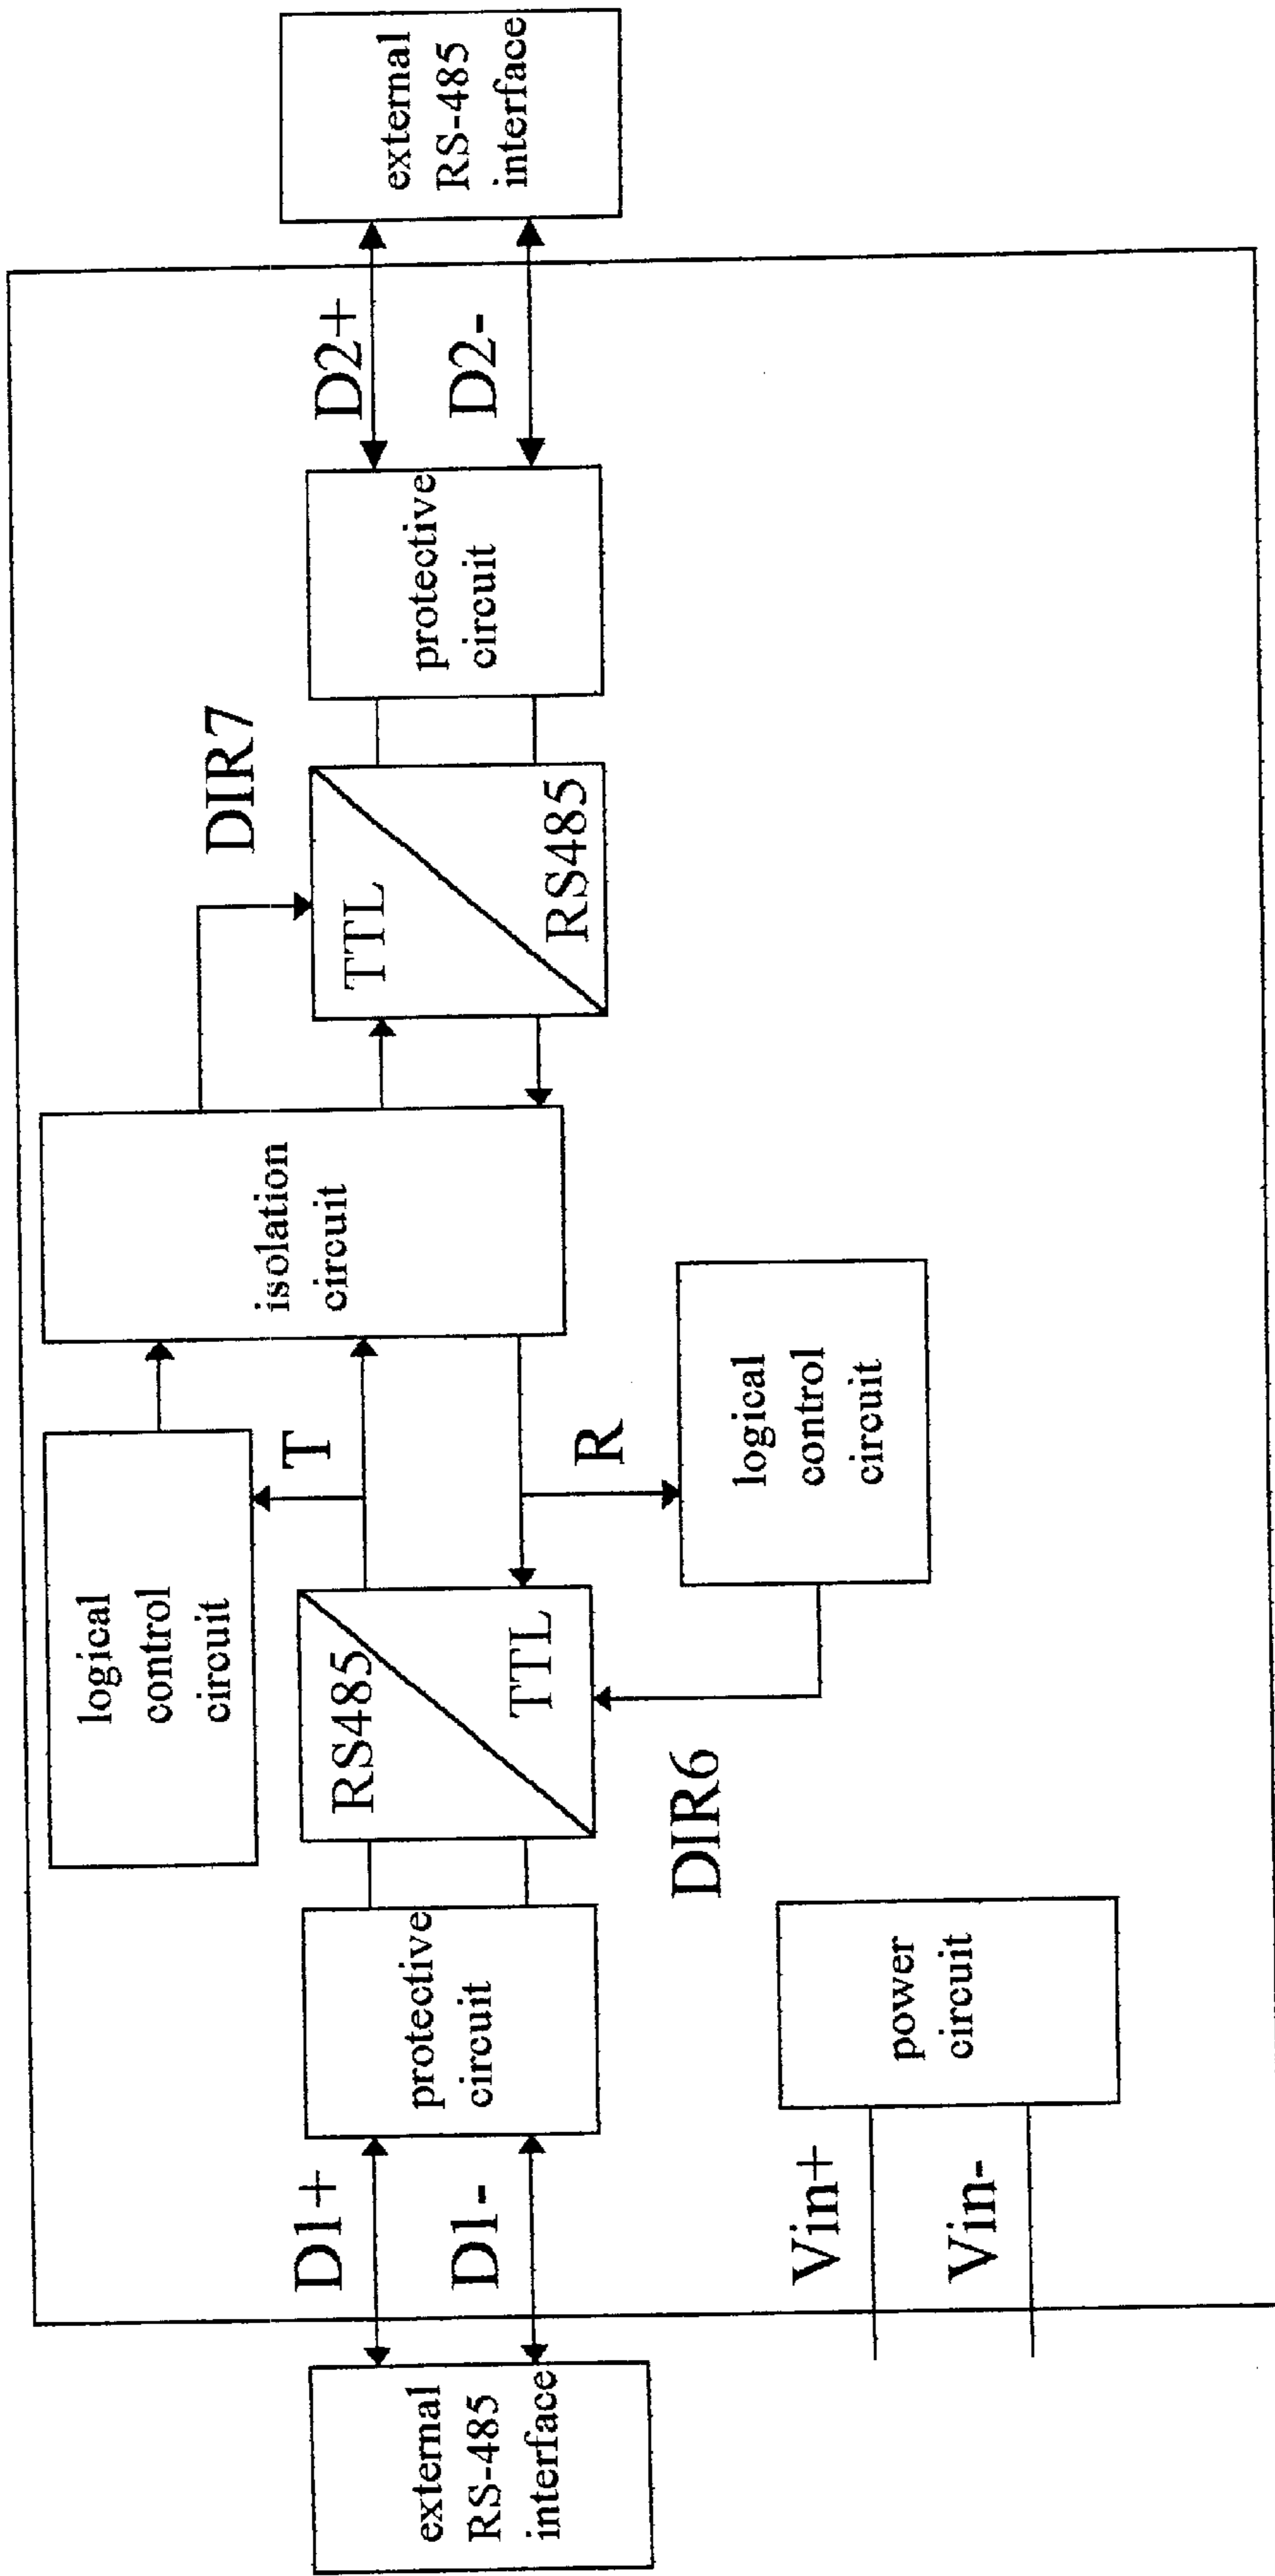 external
RS-485
interface
D1+
D1-
protective
circuit
RS485
TTL
DIR6
logical
control
circuit
T
R
logical
control
circuit
isolation
circuit
DIR7
TTL
RS485
protective
circuit
D2+
D2-
external
RS-485
interface
Vin+
Vin-
power
circuit